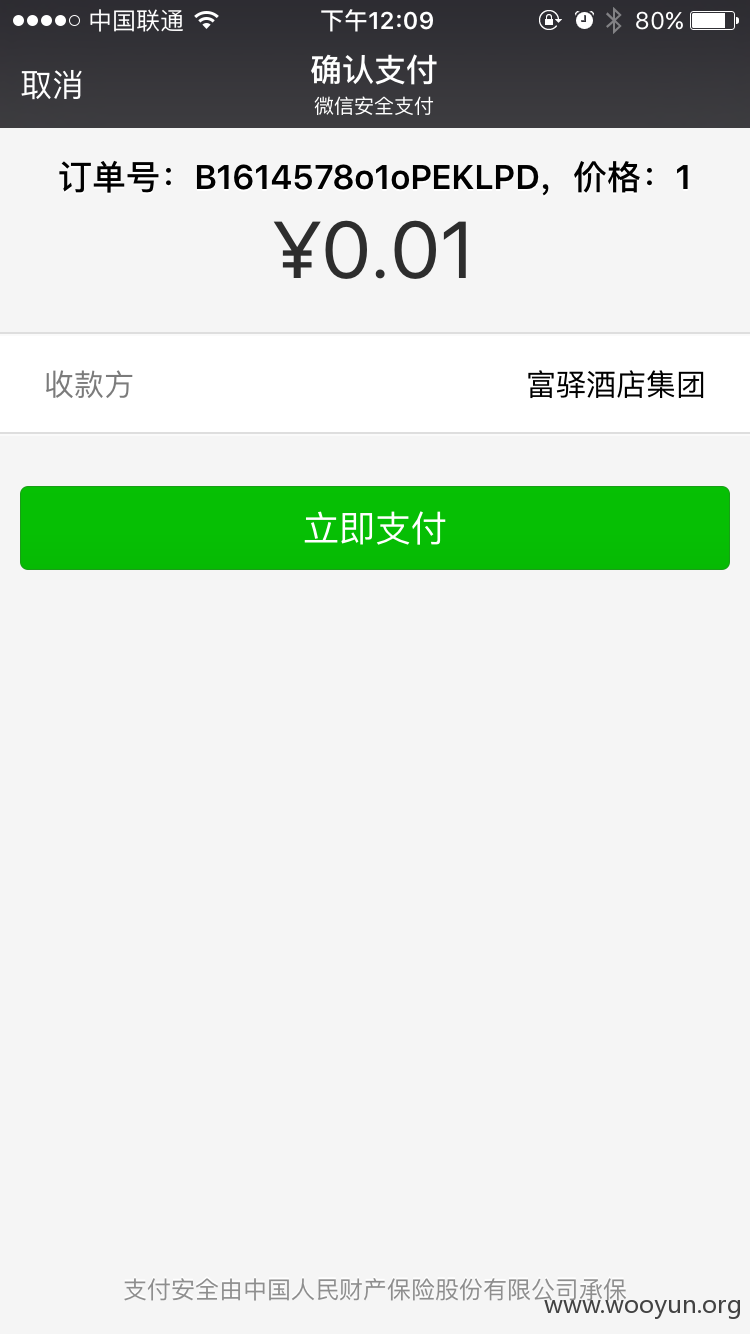 中国联通 下午12:09 80%
取消
确认支付
微信安全支付
订单号：B1614578o1oPEKLPD，价格：1
¥0.01
收款方 富驿酒店集团
立即支付
支付安全由中国人民财产保险股份有限公司承保
www.wooyun.org